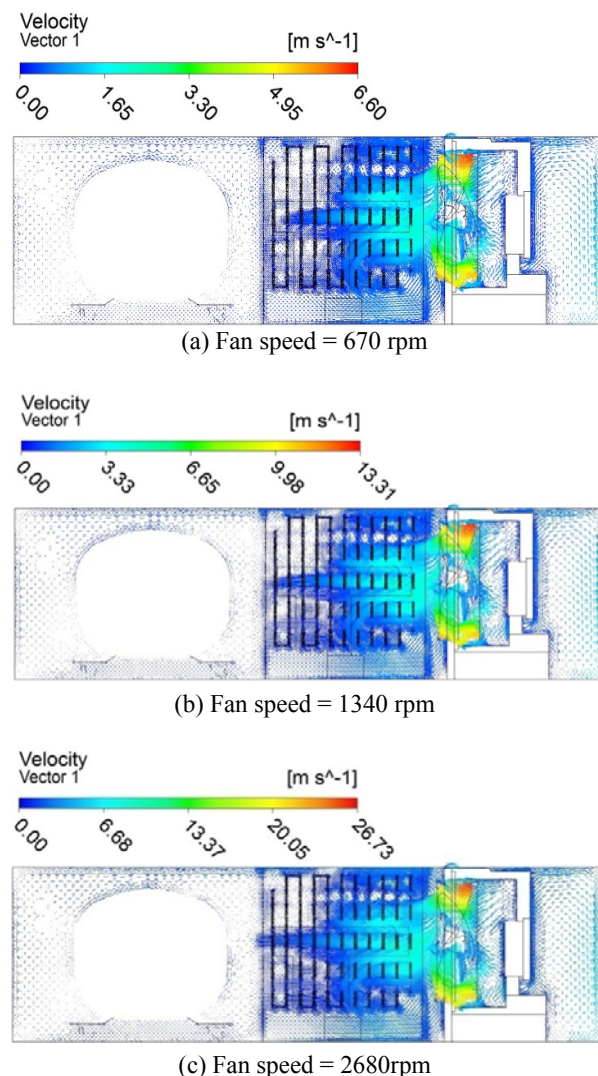 Velocity
Vector 1 [m s^-1]
0.00 1.65 3.30 4.95 6.60
(a) Fan speed = 670 rpm
Velocity
Vector 1 [m s^-1]
0.00 3.33 6.65 9.98 13.31
(b) Fan speed = 1340 rpm
Velocity
Vector 1 [m s^-1]
0.00 6.68 13.37 20.05 26.73
(c) Fan speed = 2680rpm